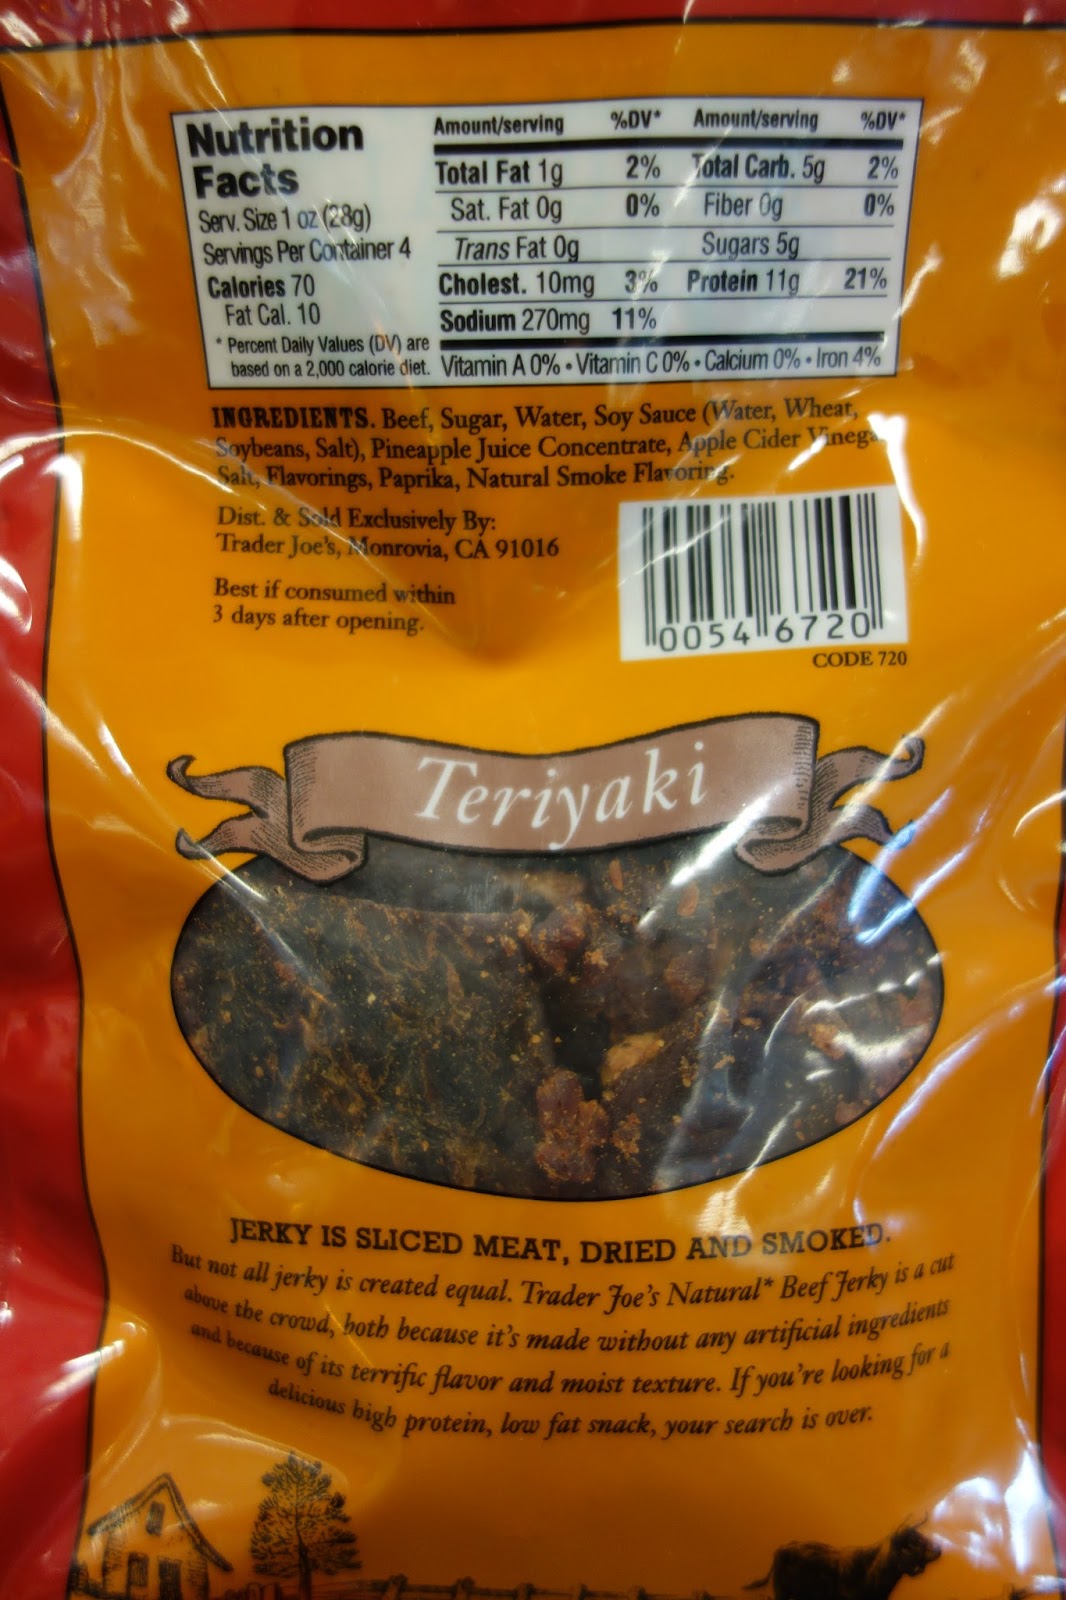 Nutrition
Facts
Serv. Size 1 oz (28g)
Servings Per Container 4
Calories 70
Fat Cal. 10
* Percent Daily Values (DV) are
based on a 2,000 calorie diet.
Amount/serving %DV* Amount/serving %DV*
Total Fat 1g 2% Total Carb. 5g 2%
Sat. Fat 0g 0% Fiber 0g 0%
Trans Fat 0g Sugars 5g
Cholest. 10mg 3% Protein 11g 21%
Sodium 270mg 11%
Vitamin A 0% • Vitamin C 0% • Calcium 0% • Iron 4%
INGREDIENTS. Beef, Sugar, Water, Soy Sauce (Water, Wheat,
Soybeans, Salt), Pineapple Juice Concentrate, Apple Cider Vinega
Salt, Flavorings, Paprika, Natural Smoke Flavoring.
Dist. & Sold Exclusively By:
Trader Joe's, Monrovia, CA 91016
Best if consumed within
3 days after opening.
0054 6720
CODE 720
Teriyaki
JERKY IS SLICED MEAT, DRIED AND SMOKED.
But not all jerky is created equal. Trader Joe's Natural* Beef Jerky is a cut
above the crowd, both because it's made without any artificial ingredients
and because of its terrific flavor and moist texture. If you're looking for a
delicious high protein, low fat snack, your search is over.